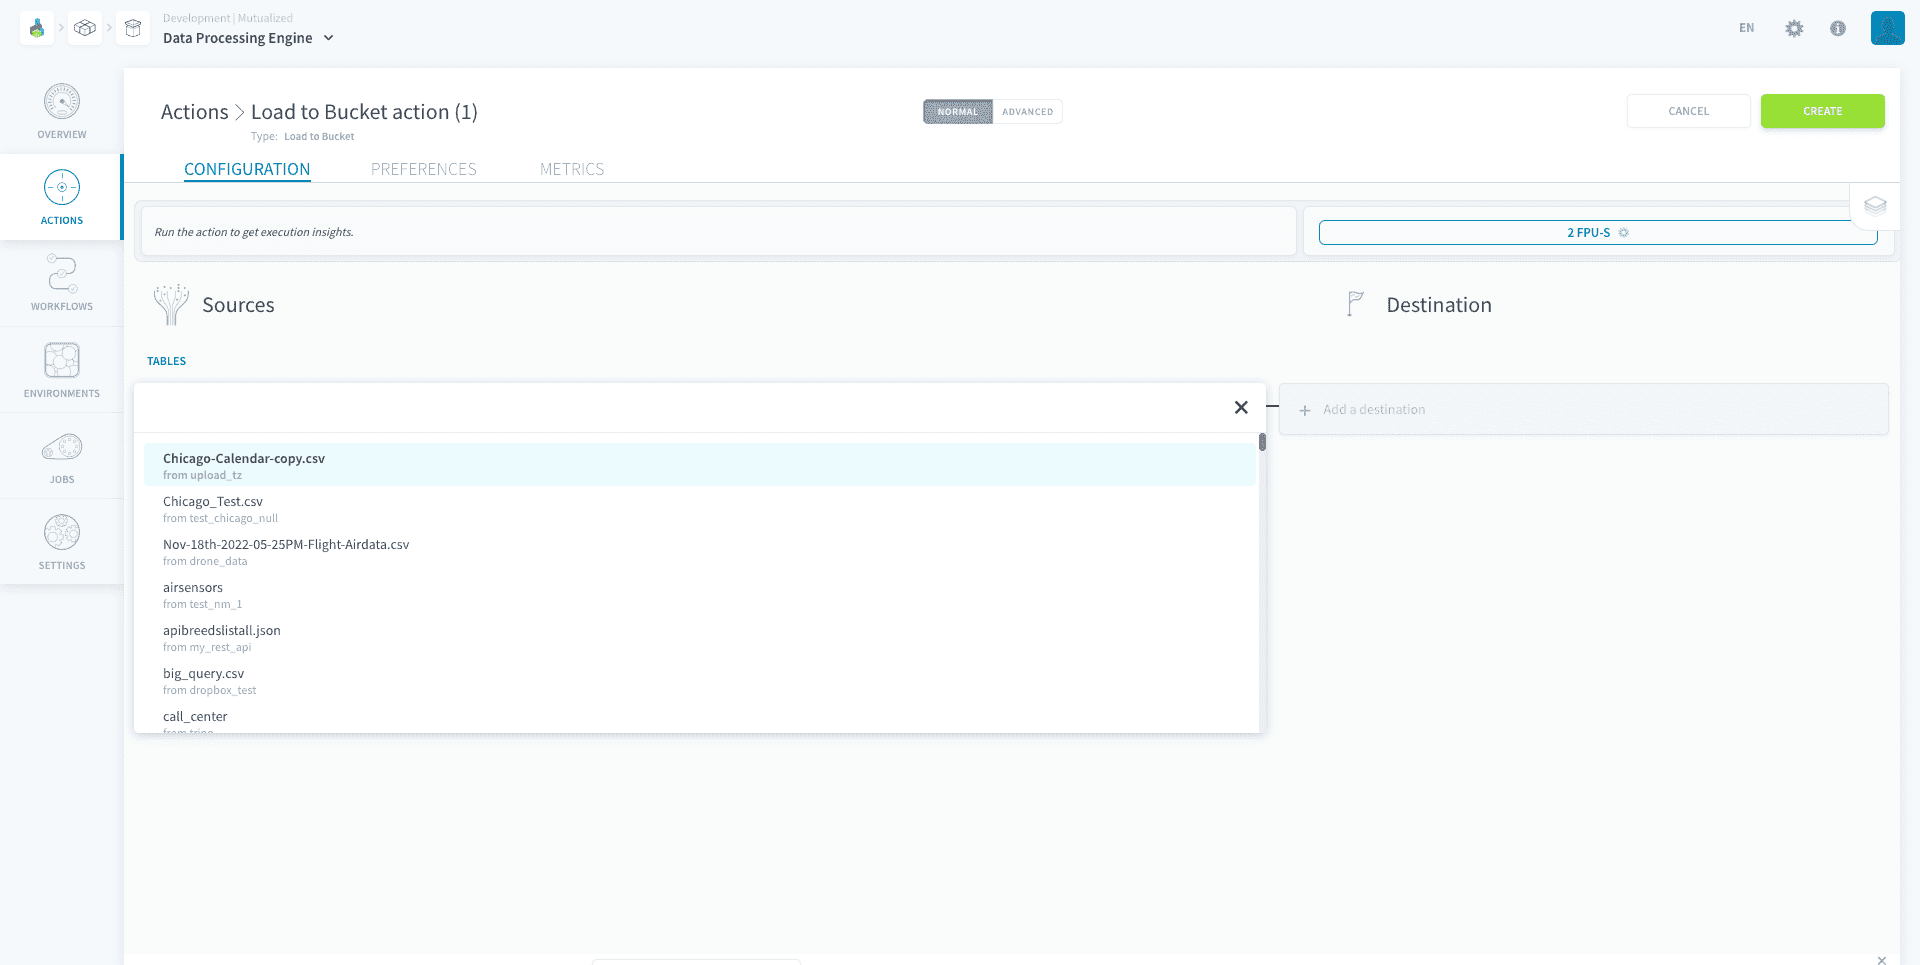 Development | Mutualized
Data Processing Engine
EN
OVERVIEW
ACTIONS
WORKFLOWS
ENVIRONMENTS
JOBS
SETTINGS
Actions > Load to Bucket action (1)
Type: Load to Bucket
NORMAL ADVANCED
CANCEL
CREATE
CONFIGURATION PREFERENCES METRICS
Run the action to get execution insights.
2 FPU-S
Sources
Destination
TABLES
Add a destination
Chicago-Calendar-copy.csv
from upload_tz
Chicago_Test.csv
from test_chicago_null
Nov-18th-2022-05-25PM-Flight-Airdata.csv
from drone_data
airsensors
from test_nm_1
apibreedslistall.json
from my_rest_api
big_query.csv
from dropbox_test
call_center
from trino